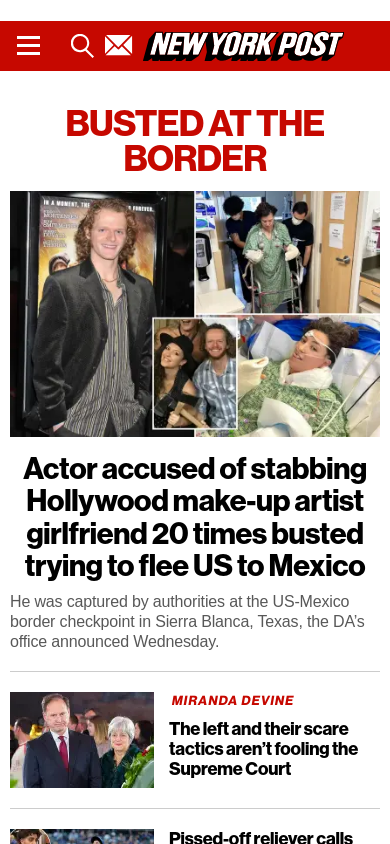 NEW YORK POST
BUSTED AT THE
BORDER
IN A MOMENT, THE
FOREVER.
Actor accused of stabbing
Hollywood make-up artist
girlfriend 20 times busted
trying to flee US to Mexico
He was captured by authorities at the US-Mexico
border checkpoint in Sierra Blanca, Texas, the DA’s
office announced Wednesday.
MIRANDA DEVINE
The left and their scare
tactics aren’t fooling the
Supreme Court
Pissed-off reliever calls